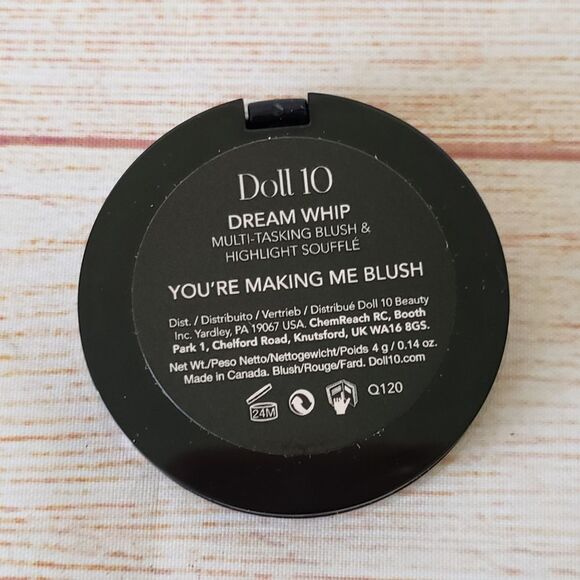 Doll 10
DREAM WHIP
MULTI-TASKING BLUSH &
HIGHLIGHT SOUFFLÉ
YOU'RE MAKING ME BLUSH
Dist. / Distribuito / Vertrieb / Distribué Doll 10 Beauty
Inc. Yardley, PA 19067 USA. ChemReach RC, Booth
Park 1, Chelford Road, Knutsford, UK WA16 8GS.
Net Wt./Peso Netto/Nettogewicht/Poids 4 g / 0.14 oz.
Made in Canada. Blush/Rouge/Fard. Doll10.com
24M Q120